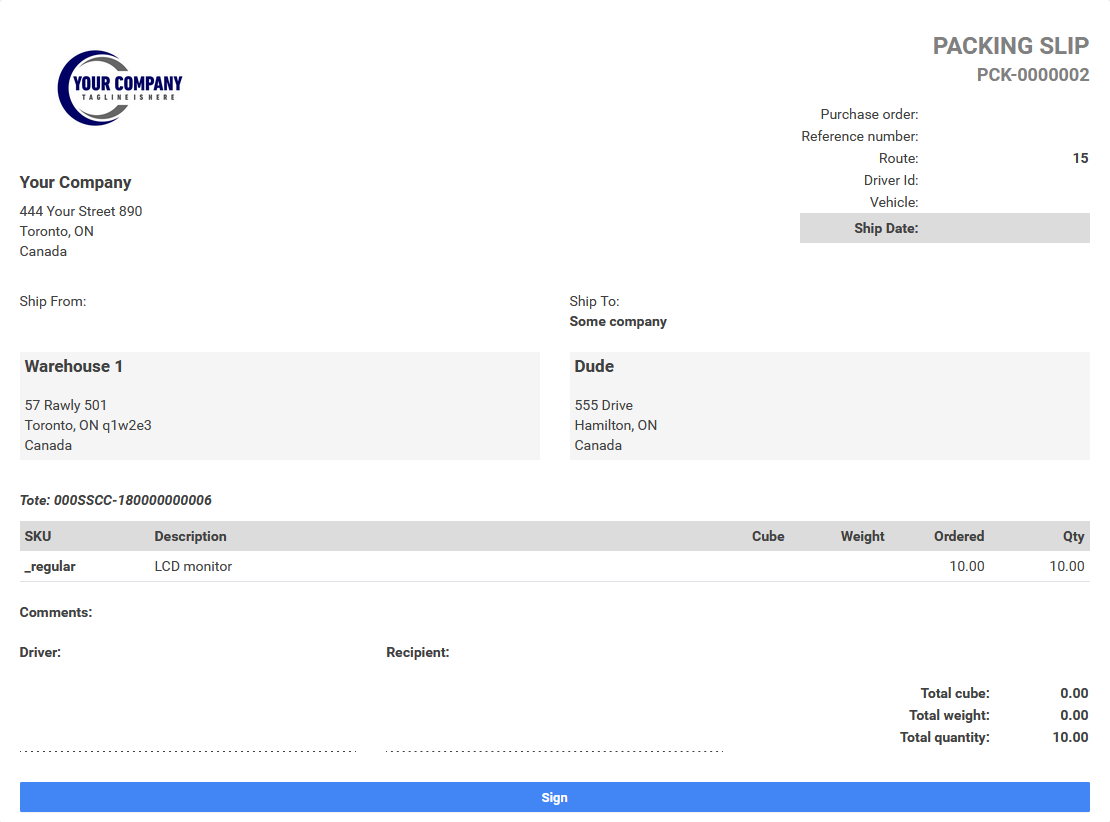 YOUR COMPANY
TAGLINE IS HERE
PACKING SLIP
PCK-0000002
Purchase order:
Reference number:
Route: 15
Driver Id:
Vehicle:
Ship Date:
Your Company
444 Your Street 890
Toronto, ON
Canada
Ship From:
Ship To:
Some company
Warehouse 1
57 Rawly 501
Toronto, ON q1w2e3
Canada
Dude
555 Drive
Hamilton, ON
Canada
Tote: 000SSCC-180000000006
SKU Description Cube Weight Ordered Qty
_regular LCD monitor 10.00 10.00
Comments:
Driver: Recipient:
Total cube: 0.00
Total weight: 0.00
Total quantity: 10.00
Sign